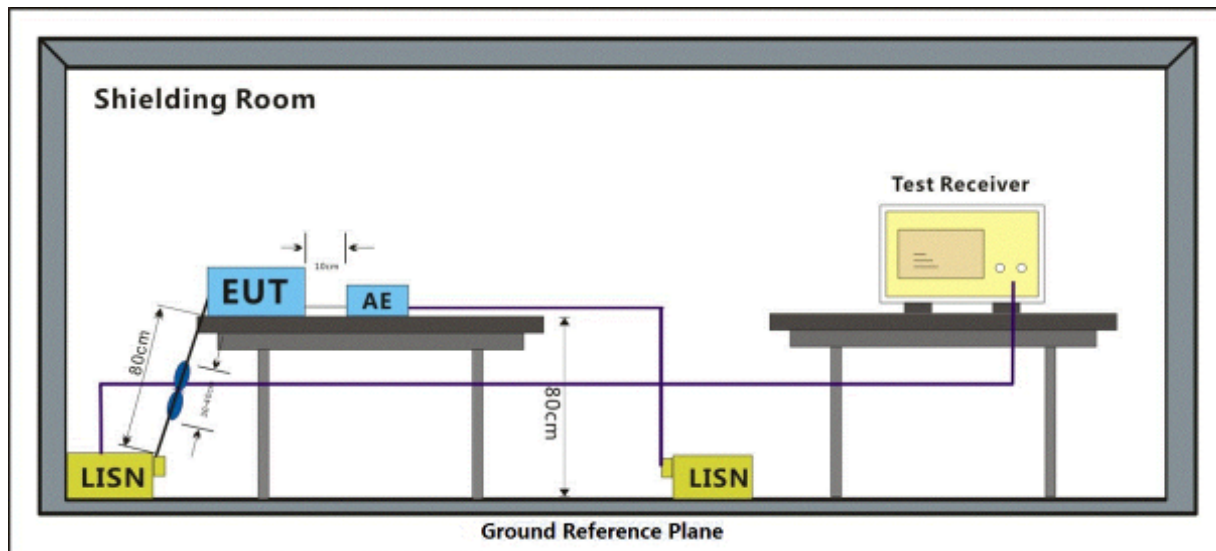 Shielding Room
Test Receiver
10cm
EUT
AE
80cm
80cm
LISN
LISN
Ground Reference Plane